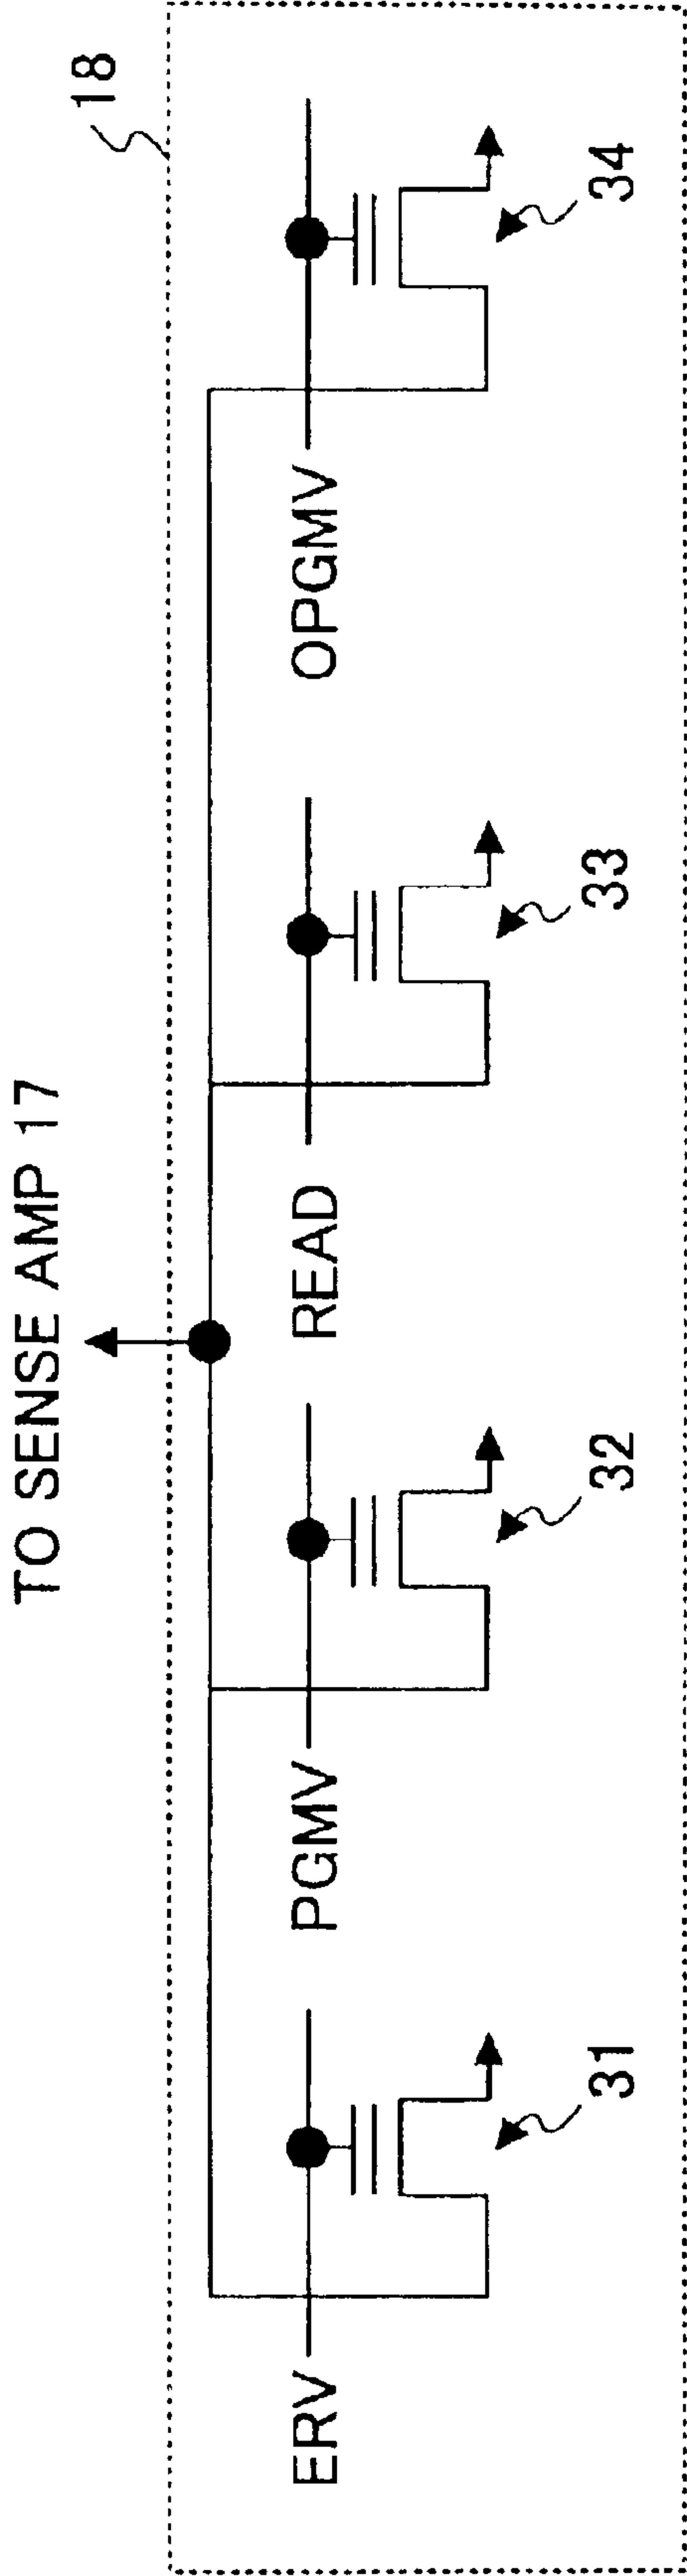 TO SENSE AMP 17
18
ERV
PGMV
READ
OPGMV
31
32
33
34